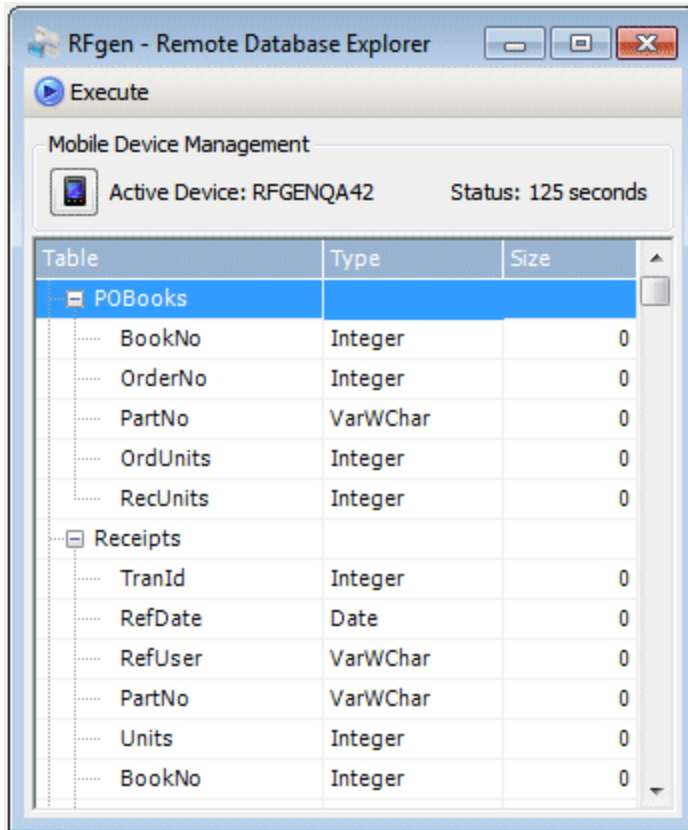 RFgen - Remote Database Explorer
Execute
Mobile Device Management
Active Device: RFGENQA42 Status: 125 seconds
Table Type Size
POBooks
BookNo Integer 0
OrderNo Integer 0
PartNo VarWChar 0
OrdUnits Integer 0
RecUnits Integer 0
Receipts
TranId Integer 0
RefDate Date 0
RefUser VarWChar 0
PartNo VarWChar 0
Units Integer 0
BookNo Integer 0